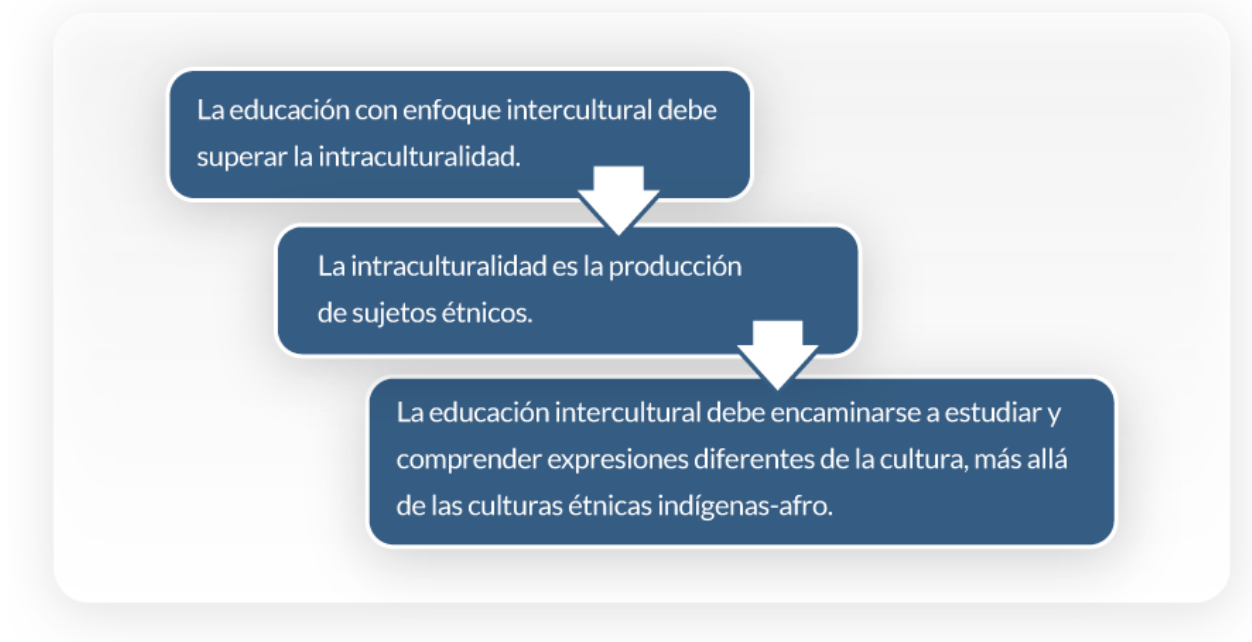 La educación con enfoque intercultural debe
superar la intraculturalidad.
La intraculturalidad es la producción
de sujetos étnicos.
La educación intercultural debe encaminarse a estudiar y
comprender expresiones diferentes de la cultura, más allá
de las culturas étnicas indígenas-afro.